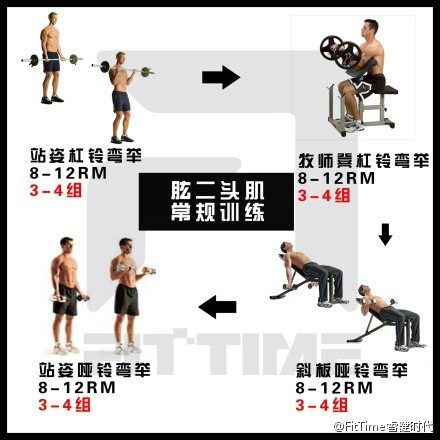 站姿杠铃弯举
8-12RM
3-4组
牧师凳杠铃弯举
8-12RM
3-4组
胘二头肌
常规训练
站姿哑铃弯举
8-12RM
3-4组
斜板哑铃弯举
8-12RM
3-4组
FIT TIME
@FitTime睿健时代